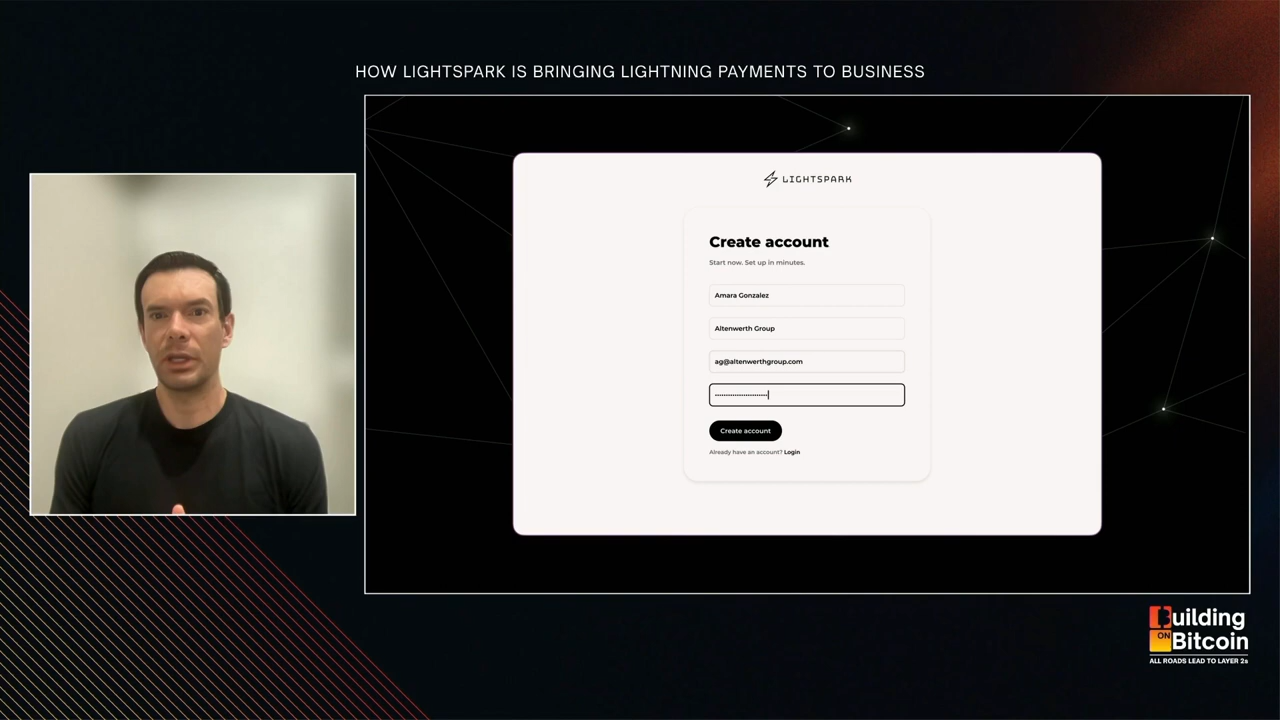 HOW LIGHTSPARK IS BRINGING LIGHTNING PAYMENTS TO BUSINESS
LIGHTSPARK
Create account
Start now. Set up in minutes.
Amara Gonzalez
Altenwerth Group
ag@altenwerthgroup.com
Create account
Already have an account? Login
Building
ON
Bitcoin
ALL ROADS LEAD TO LAYER 2s